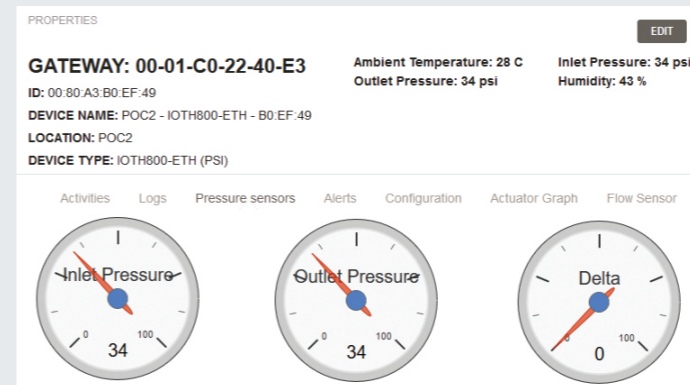 PROPERTIES
EDIT
GATEWAY: 00-01-C0-22-40-E3
Ambient Temperature: 28 C
Inlet Pressure: 34 psi
Outlet Pressure: 34 psi
Humidity: 43 %
ID: 00:80:A3:B0:EF:49
DEVICE NAME: POC2 - IOTH800-ETH - B0:EF:49
LOCATION: POC2
DEVICE TYPE: IOTH800-ETH (PSI)
Activities Logs Pressure sensors Alerts Configuration Actuator Graph Flow Sensor
Inlet Pressure
0 100
34
Outlet Pressure
0 100
34
Delta
0 100
0